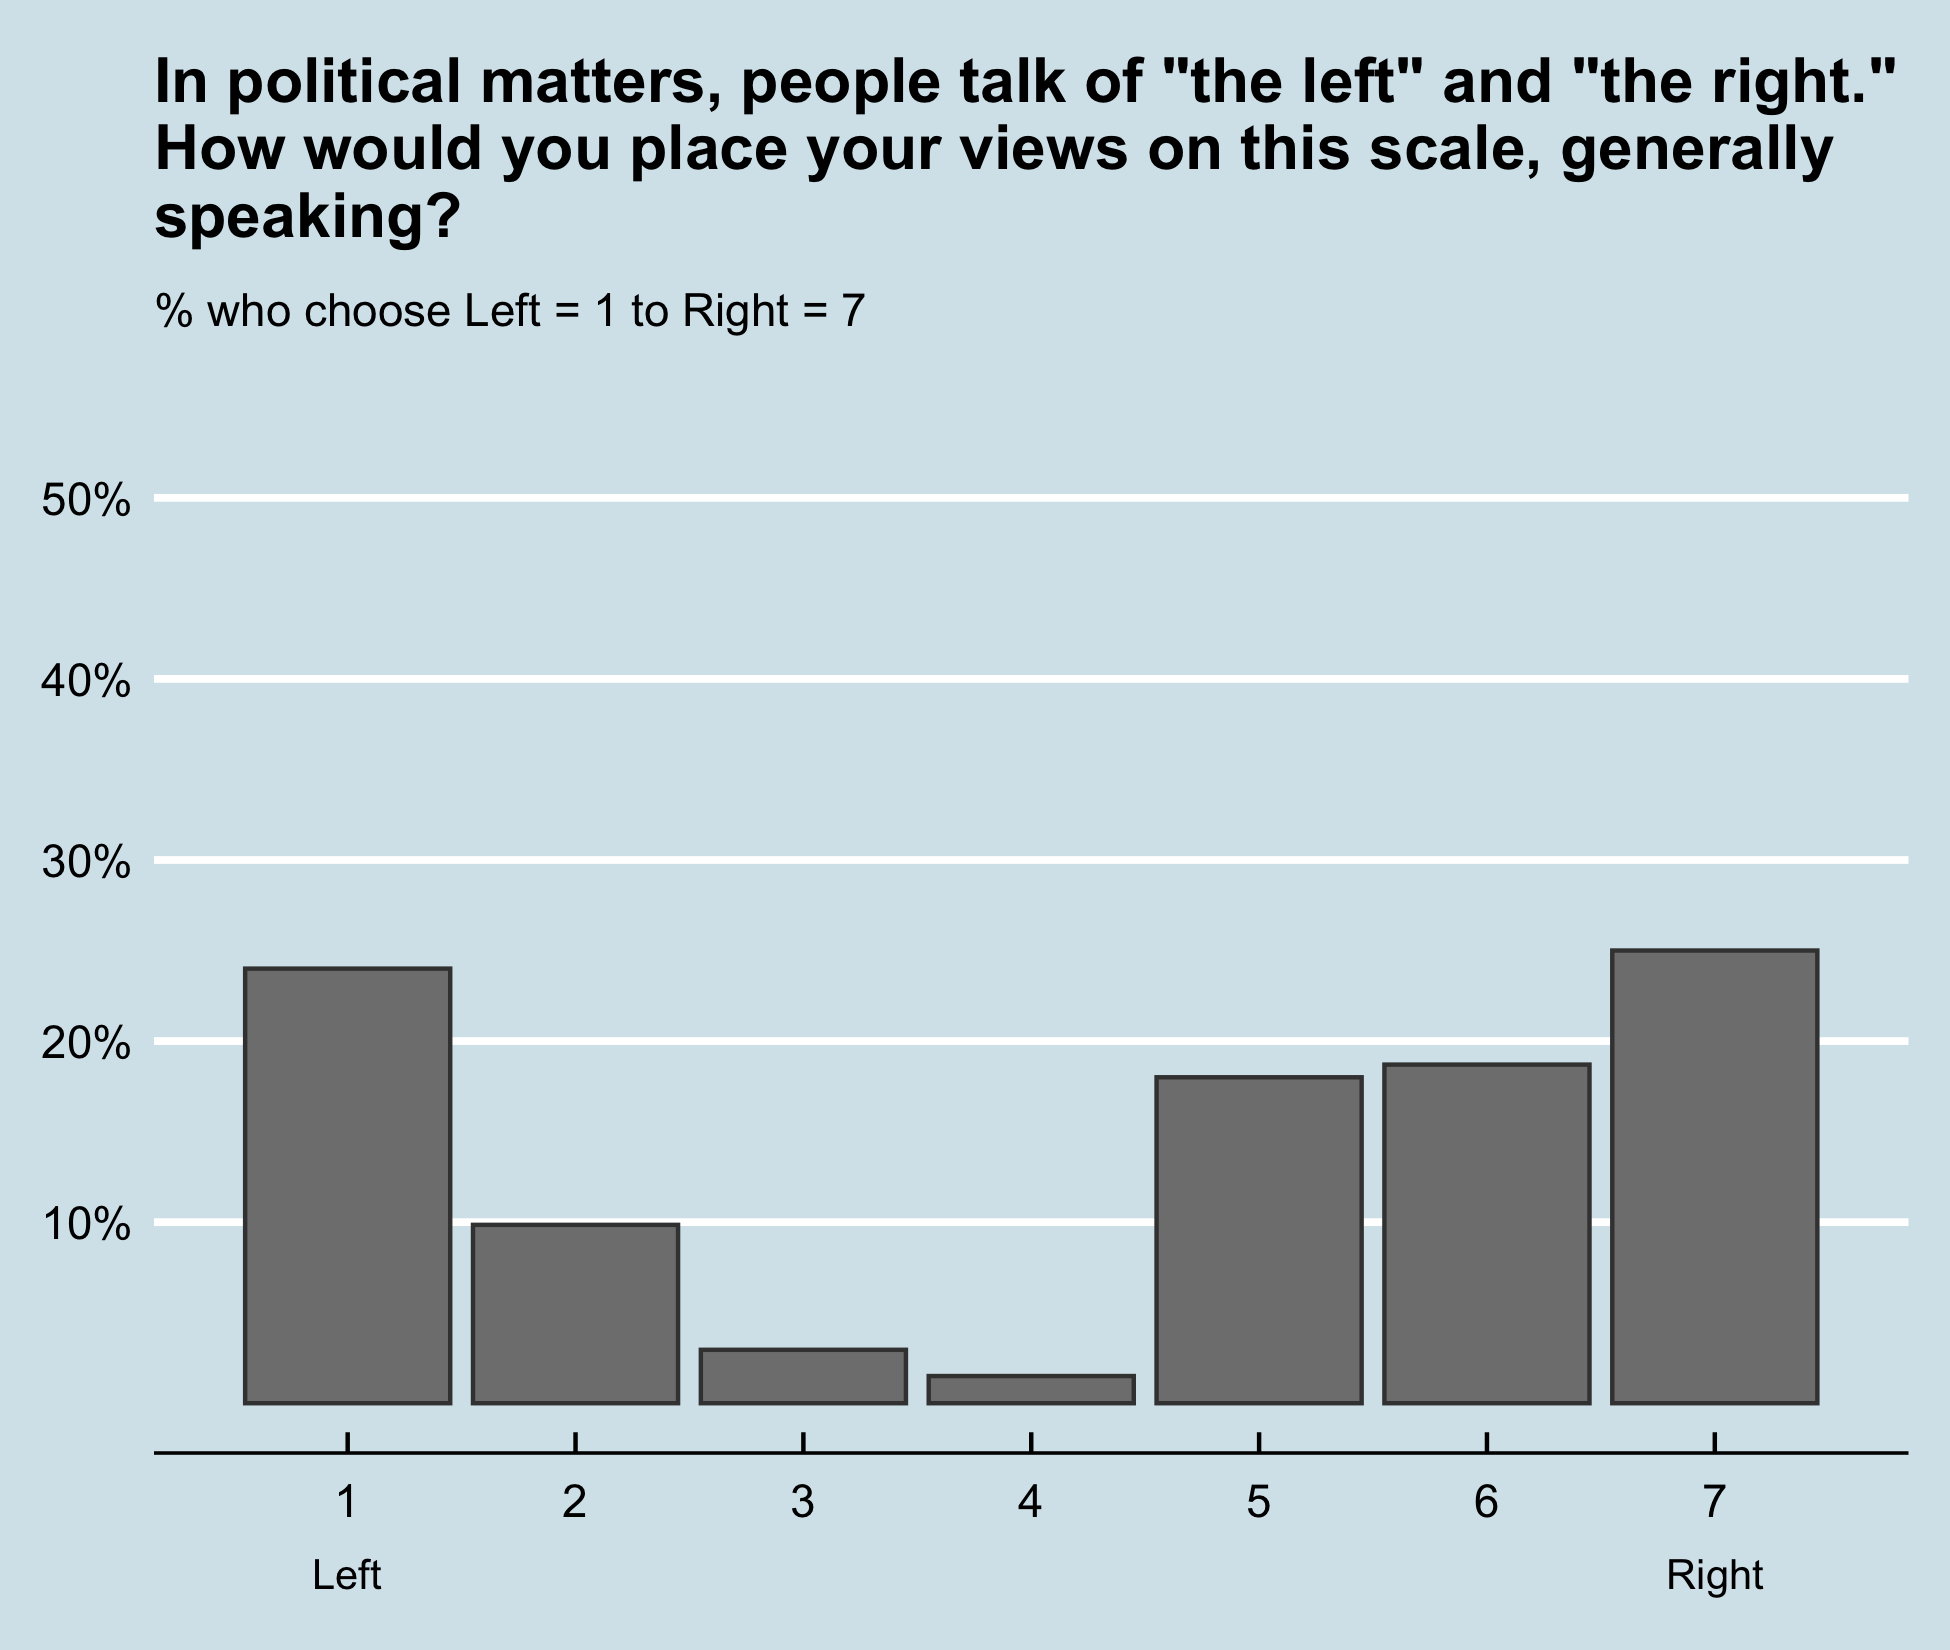 In political matters, people talk of "the left" and "the right."
How would you place your views on this scale, generally
speaking?
% who choose Left = 1 to Right = 7
50%
40%
30%
20%
10%
1 2 3 4 5 6 7
Left Right